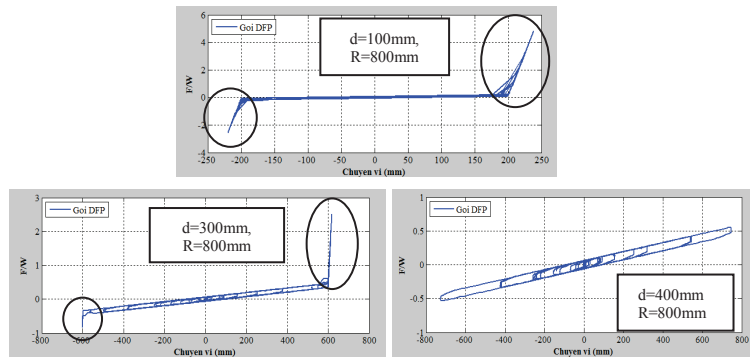 6
4
2
0
-2
-4
F/W
Goi DFP
d=100mm,
R=800mm
-250 -200 -150 -100 -50 0 50 100 150 200 250
Chuyen vi (mm)
3
2
1
0
-1
F/W
Goi DFP
d=300mm,
R=800mm
-800 -600 -400 -200 0 200 400 600 800
Chuyen vi (mm)
1
0.5
0
-0.5
-1
F/W
Goi DFP
d=400mm
R=800mm
-800 -600 -400 -200 0 200 400 600 800
Chuyen vi (mm)